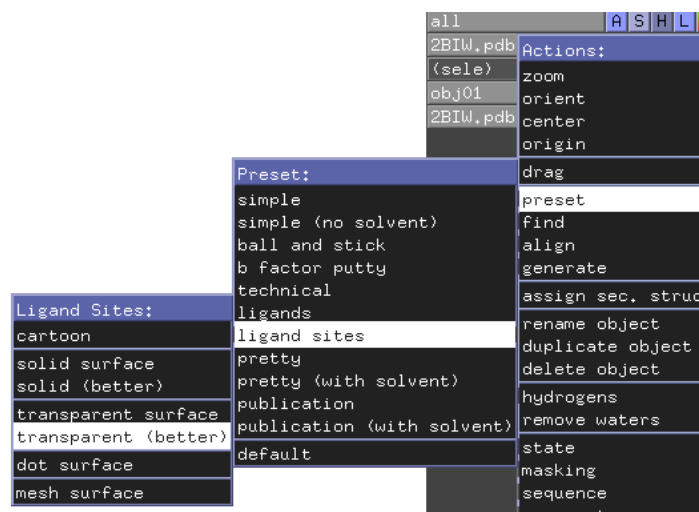 all
A S H L
2BIW.pdb
(sele)
obj01
2BIW.pdb
Actions:
zoom
orient
center
origin
drag
preset
find
align
generate
assign sec. struc
rename object
duplicate object
delete object
hydrogens
remove waters
state
masking
sequence
Preset:
simple
simple (no solvent)
ball and stick
b factor putty
technical
ligands
ligand sites
pretty
pretty (with solvent)
publication
publication (with solvent)
default
Ligand Sites:
cartoon
solid surface
solid (better)
transparent surface
transparent (better)
dot surface
mesh surface